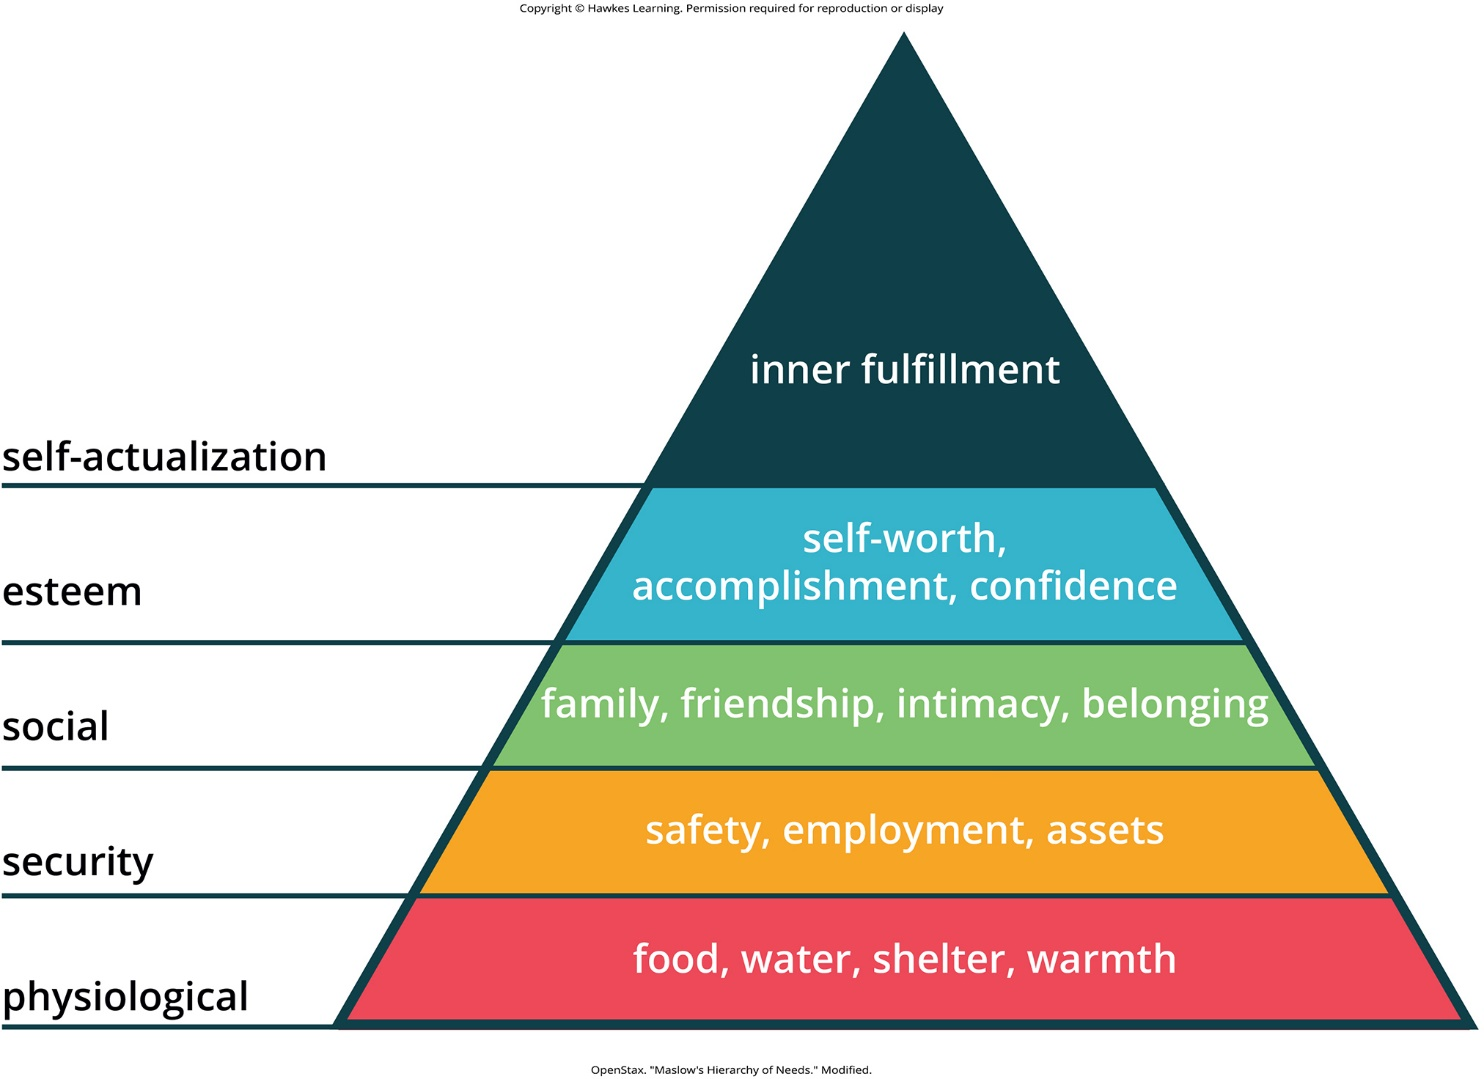 Copyright © Hawkes Learning. Permission required for reproduction or display
inner fulfillment
self-actualization
self-worth,
accomplishment, confidence
esteem
family, friendship, intimacy, belonging
social
safety, employment, assets
security
food, water, shelter, warmth
physiological
OpenStax. "Maslow's Hierarchy of Needs." Modified.